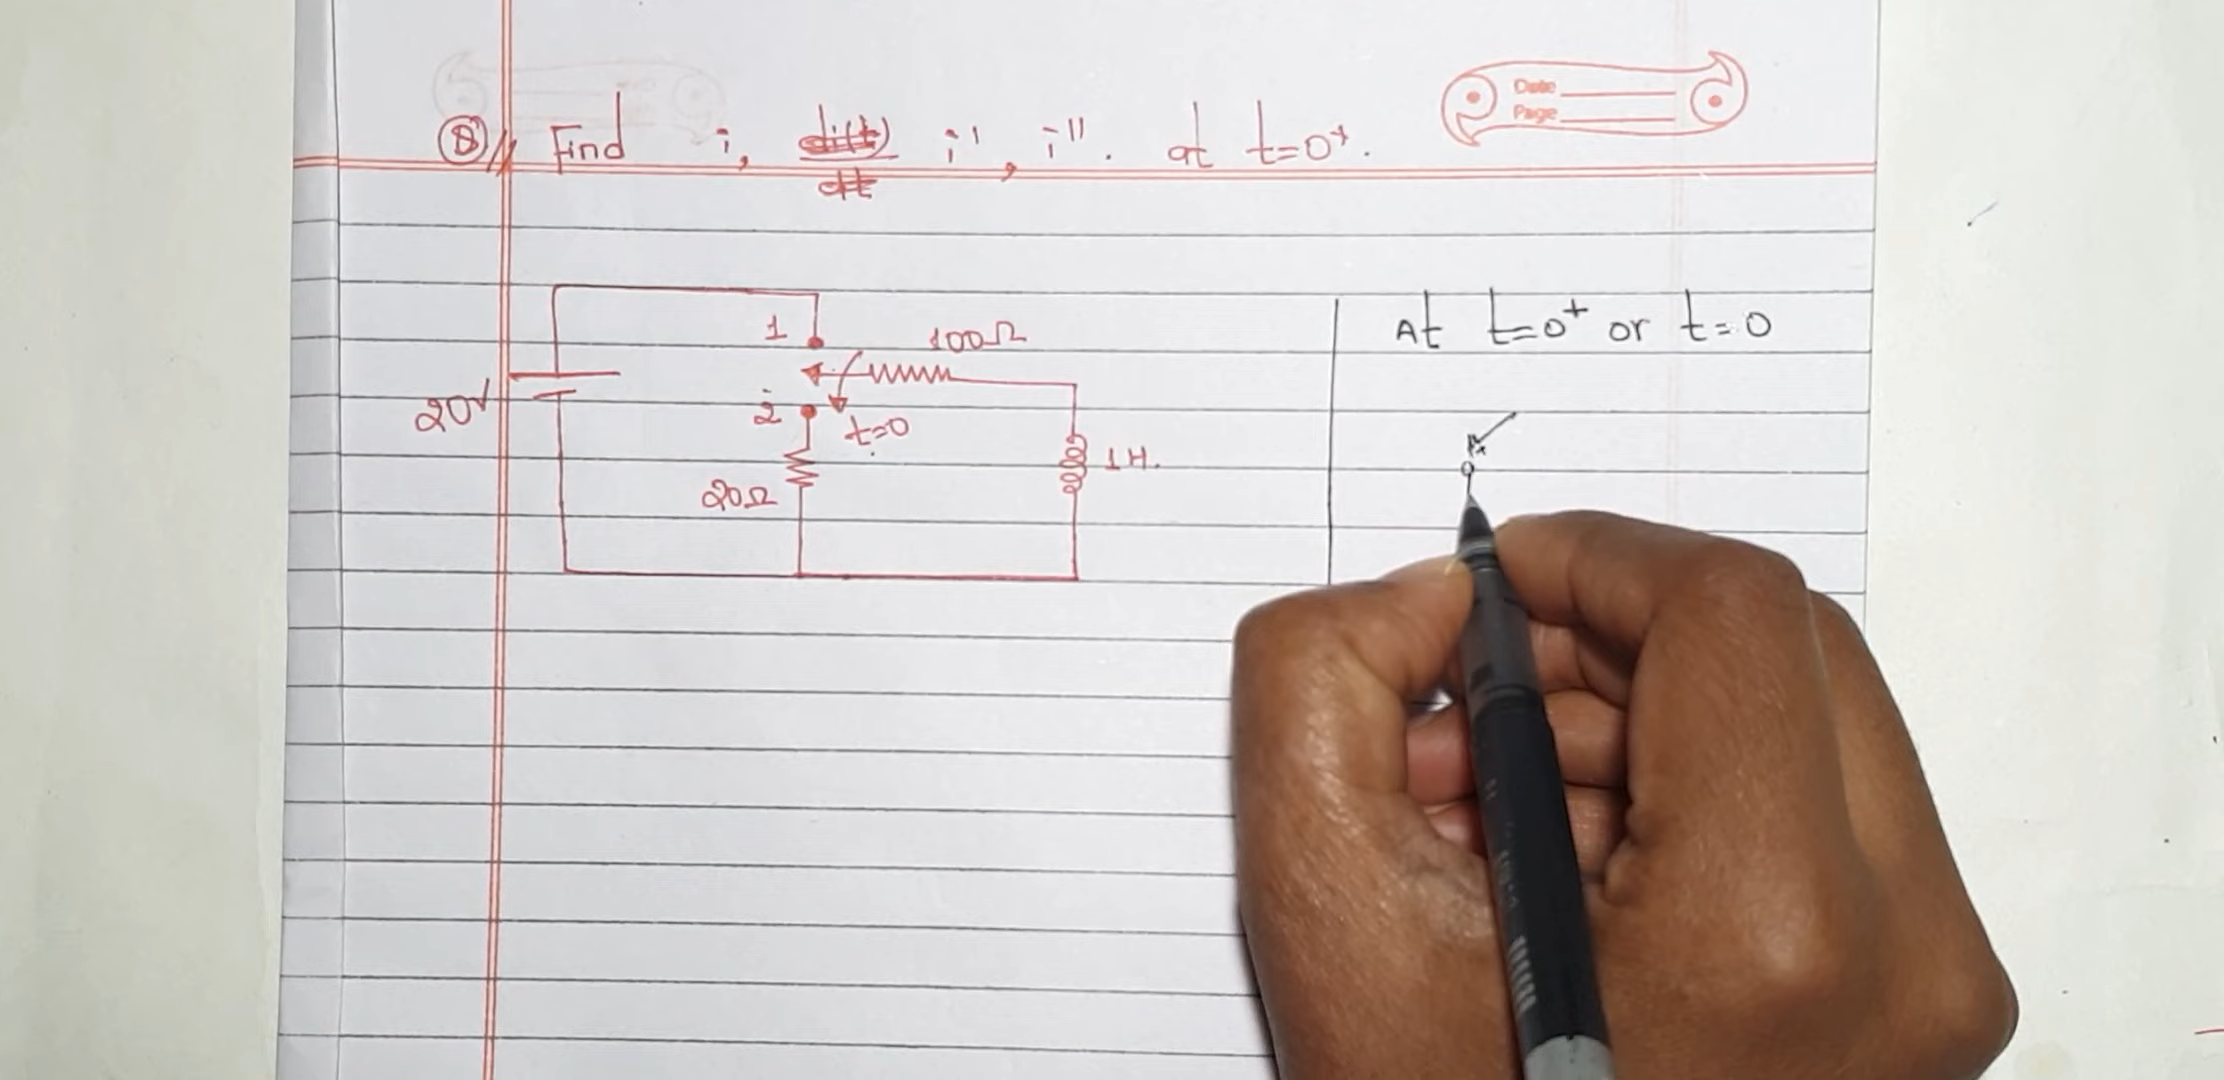 Date
Page
8 Find i, di(t)/dt i', i''. at t=0⁺.
At t=0⁺ or t=0
1
100Ω
20V
2
t=0
1H.
20Ω